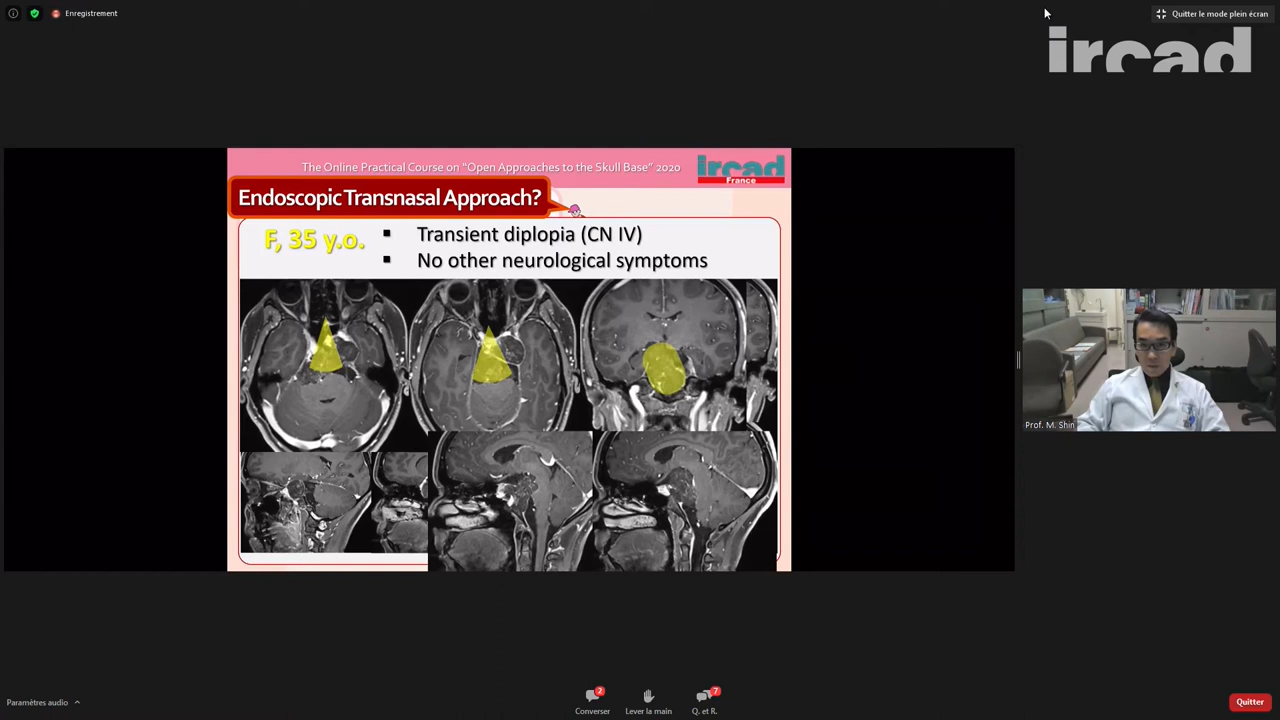 Enregistrement
Quitter le mode plein écran
ircad
The Online Practical Course on "Open Approaches to the Skull Base" 2020
ircad
France
Endoscopic Transnasal Approach?
F, 35 y.o.
▪ Transient diplopia (CN IV)
▪ No other neurological symptoms
Prof. M. Shin
Paramètres audio
2
Converser
Lever la main
7
Q. et R.
Quitter